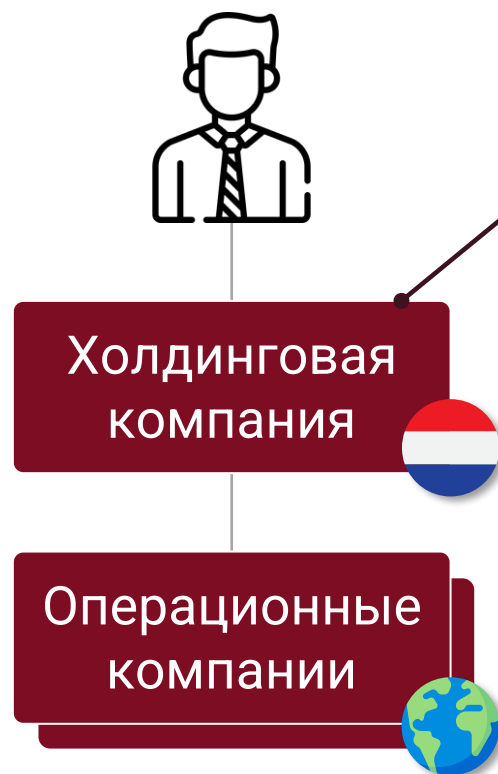 Холдинговая
компания
Операционные
компании